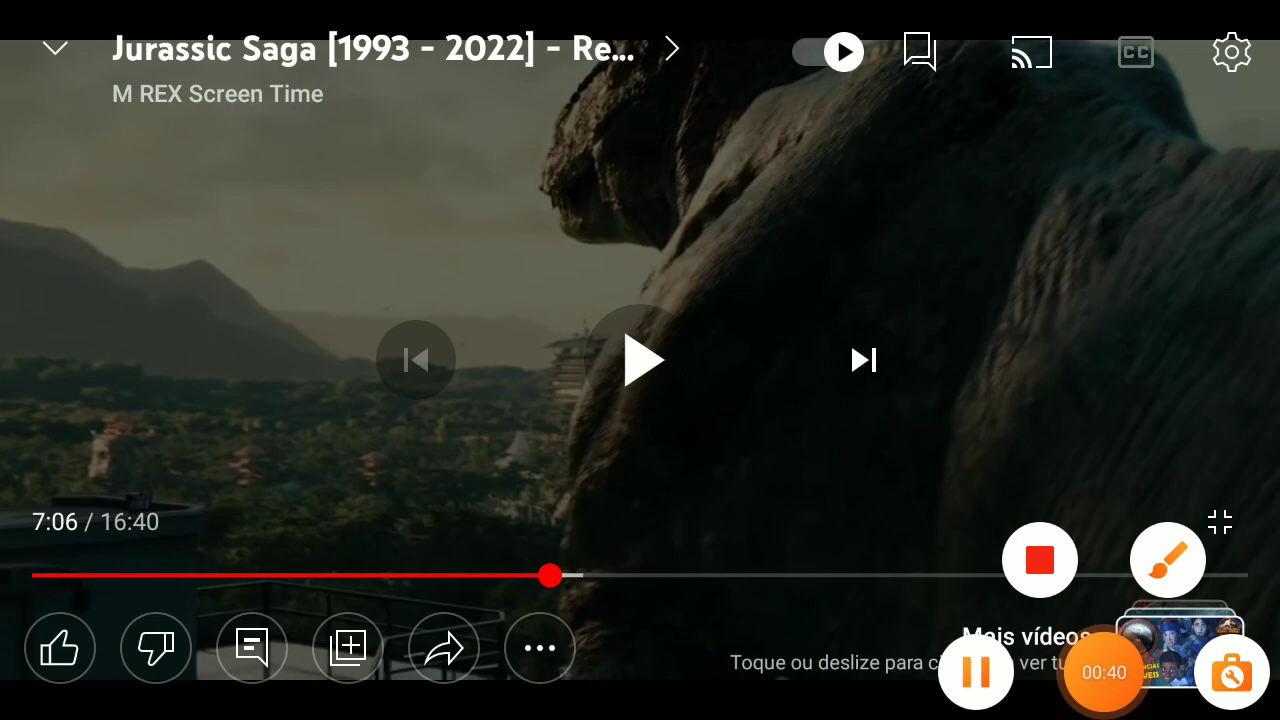 Jurassic Saga [1993 - 2022] - Re...
M REX Screen Time
CC
7:06 / 16:40
Mais vídeos
Toque ou deslize para ver tu
00:40